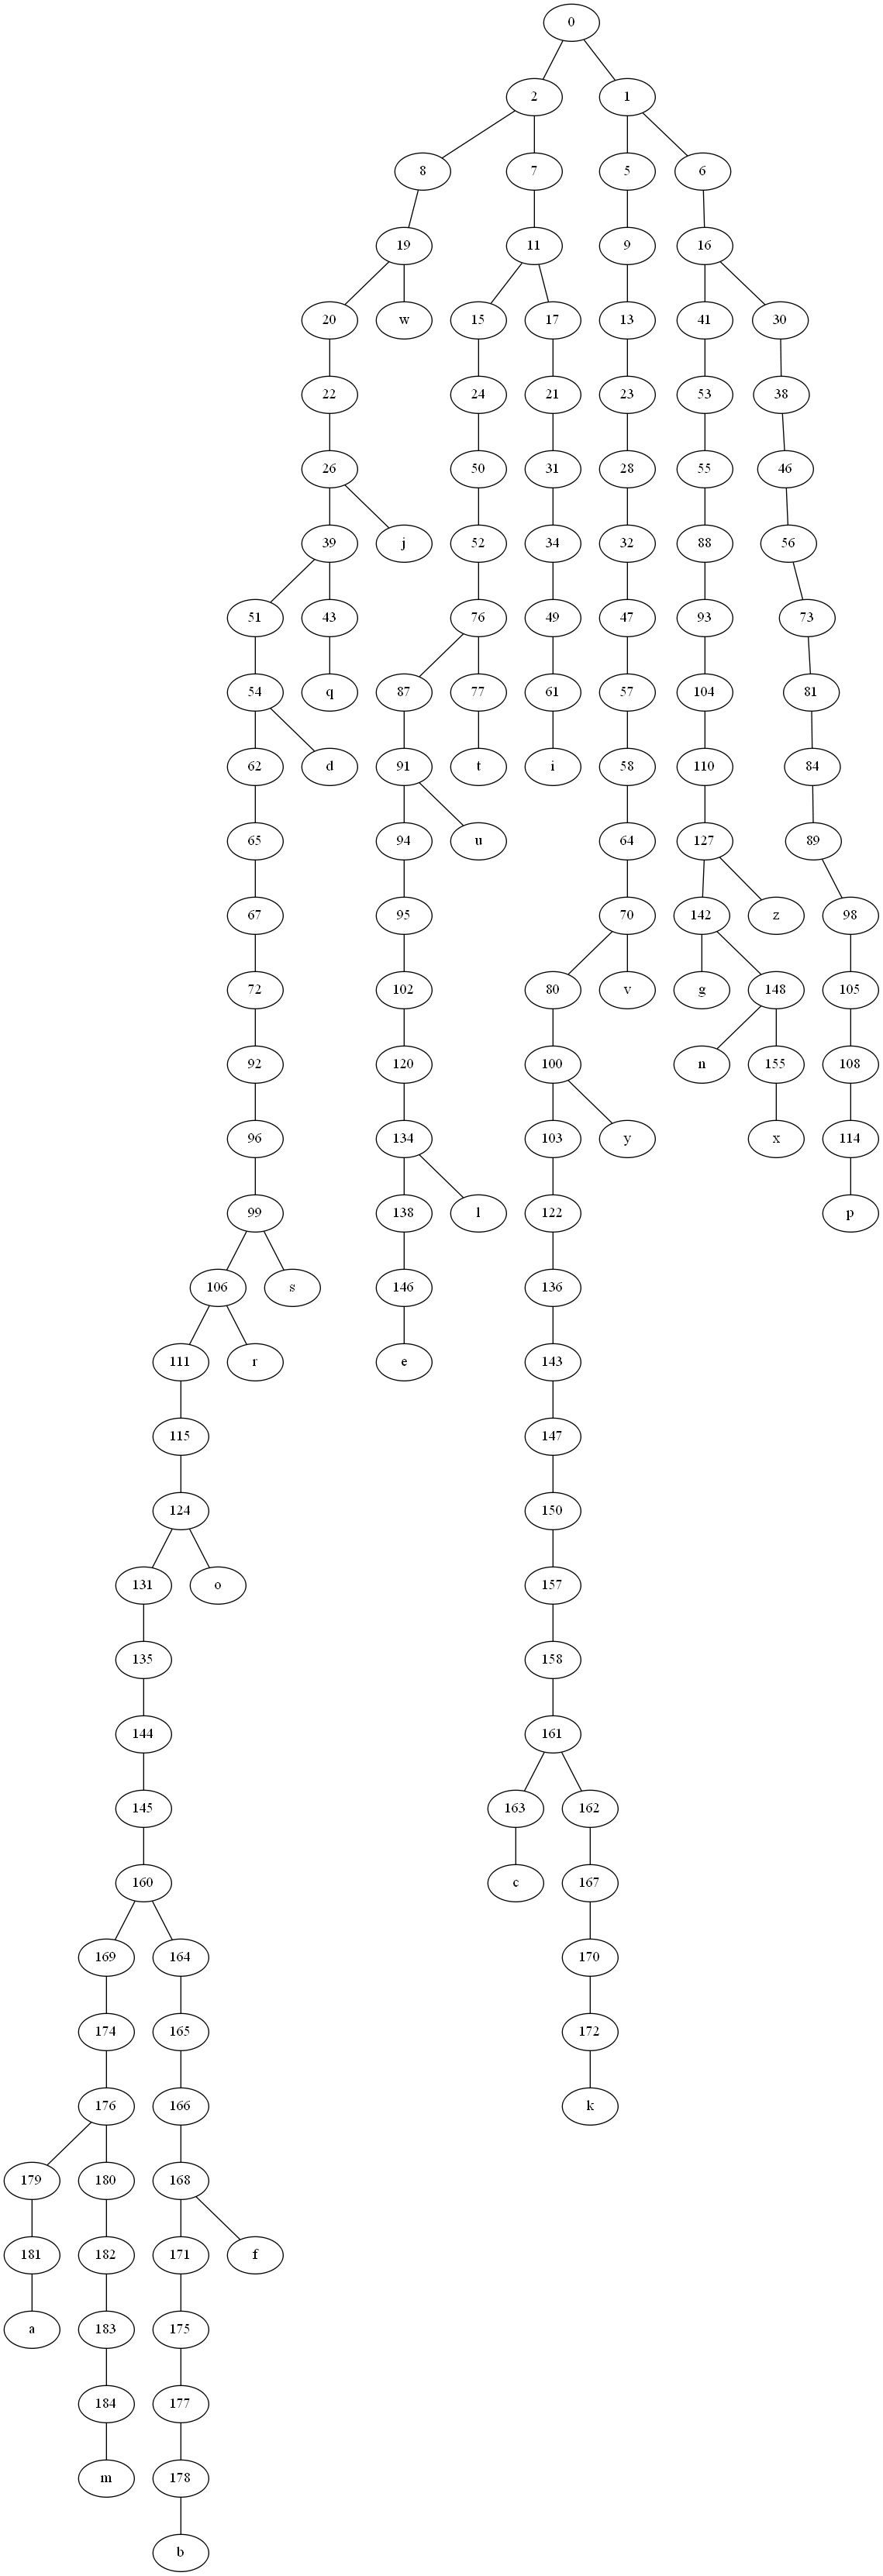 0
2 1
8 7 5 6
19 11 9 16
20 w 15 17 13 41 30
22 24 21 23 53 38
26 50 31 28 55 46
39 j 52 34 32 88 56
51 43 76 49 47 93 73
54 q 87 77 61 57 104 81
62 d 91 t i 58 110 84
65 94 u 64 127 89
67 95 70 142 z 98
72 102 80 v g 148 105
92 120 100 n 155 108
96 134 103 y x 114
99 138 l 122 p
106 s 146 136
111 r e 143
115 147
124 150
131 o 157
135 158
144 161
145 163 162
160 c 167
169 164 170
174 165 172
176 166 k
179 180 168
181 182 171 f
a 183 175
184 177
m 178
b